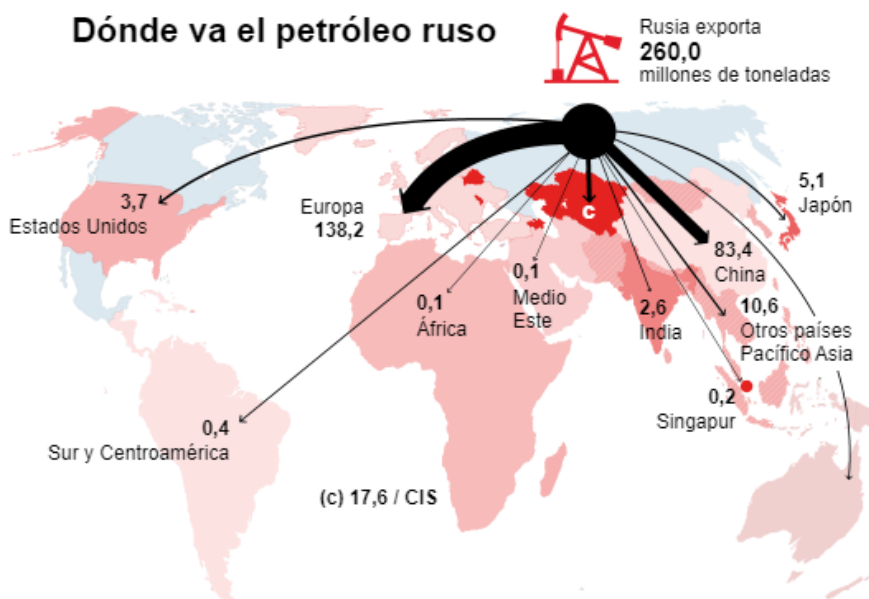 Dónde va el petróleo ruso
Rusia exporta
260,0
millones de toneladas
3,7
Estados Unidos
Europa
138,2
c
5,1
Japón
83,4
China
0,1
África
0,1
Medio
Este
2,6
India
10,6
Otros países
Pacífico Asia
0,2
Singapur
0,4
Sur y Centroamérica
(c) 17,6 / CIS